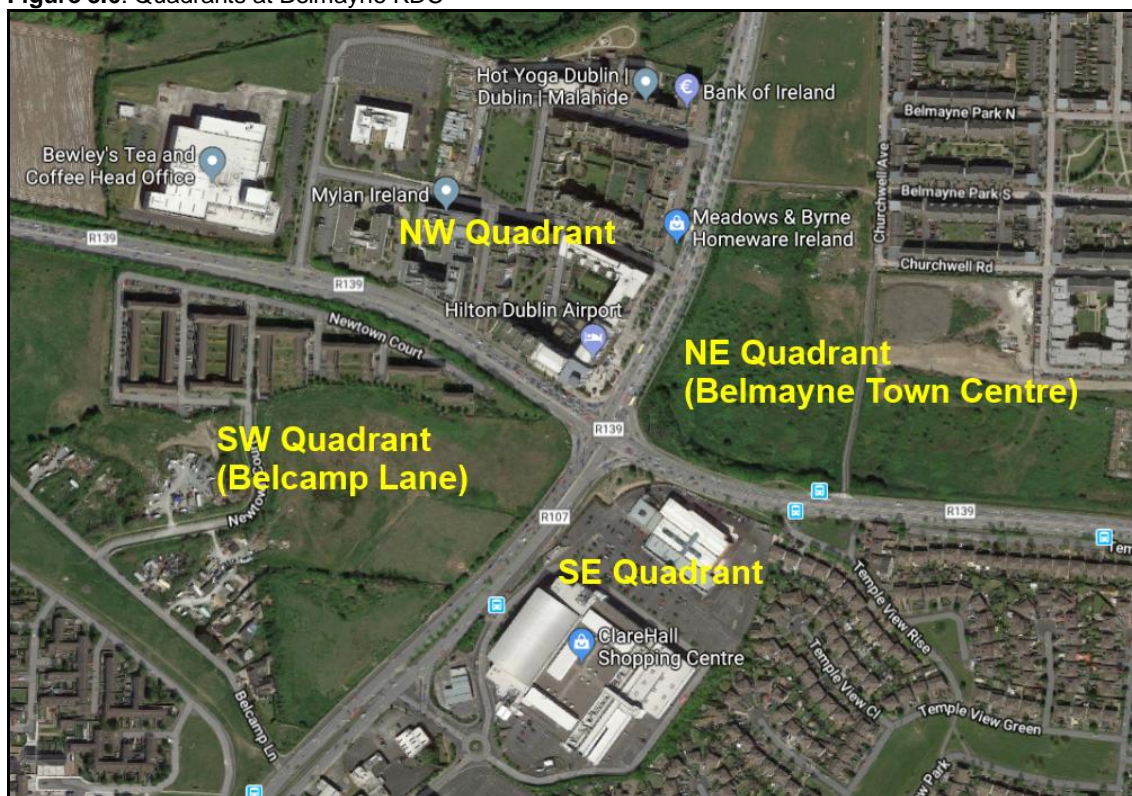 Figure Quadrants at Belmayne
Hot Yoga Dublin |
Dublin | Malahide
Bank of Ireland
Belmayne Park N
Bewley's Tea and
Coffee Head Office
Churchwell Ave
Mylan Ireland
Belmayne Park S
NW Quadrant
Meadows & Byrne
Homeware Ireland
R139
Churchwell Rd
R139
Hilton Dublin Airport
Newtown Court
NE Quadrant
(Belmayne Town Centre)
R139
SW Quadrant
(Belcamp Lane)
Newtown Court
R107
R139
SE Quadrant
Temple View Rise
ClareHall
Shopping Centre
Temple View Cl
Temple View Green
Belcamp Ln
Park